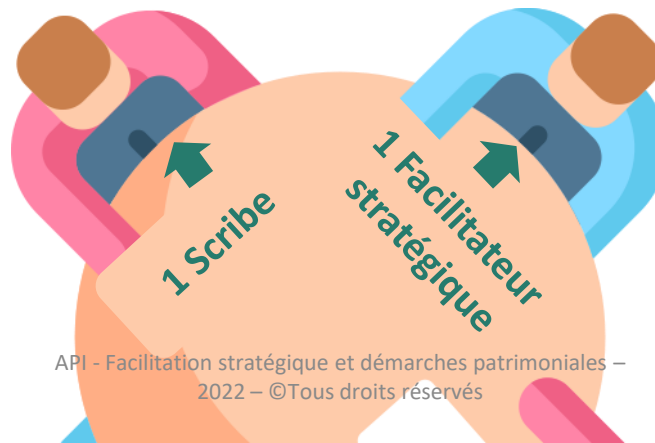 1 Scribe
1 Facilitateur
stratégique
API - Facilitation stratégique et démarches patrimoniales –
2022 – ©Tous droits réservés